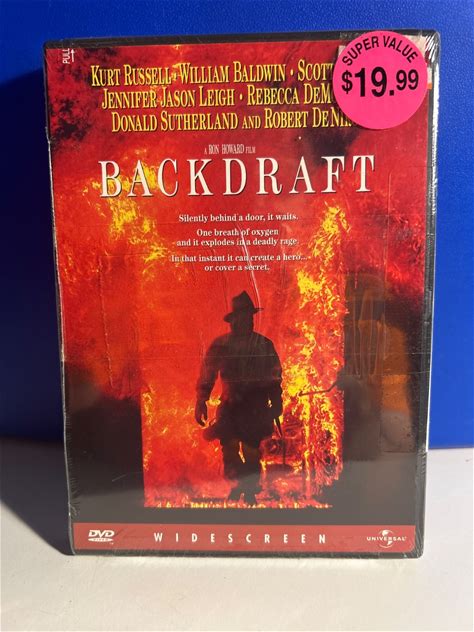 PULL
SUPER VALUE
$19.99
KURT RUSSELL • WILLIAM BALDWIN • SCOTT
JENNIFER JASON LEIGH • REBECCA DEM
DONALD SUTHERLAND AND ROBERT DE NI
A RON HOWARD FILM
BACKDRAFT
Silently behind a door, it waits.
One breath of oxygen
and it explodes in a deadly rage.
In that instant it can create a hero...
or cover a secret.
DVD
VIDEO
WIDESCREEN
UNIVERSAL